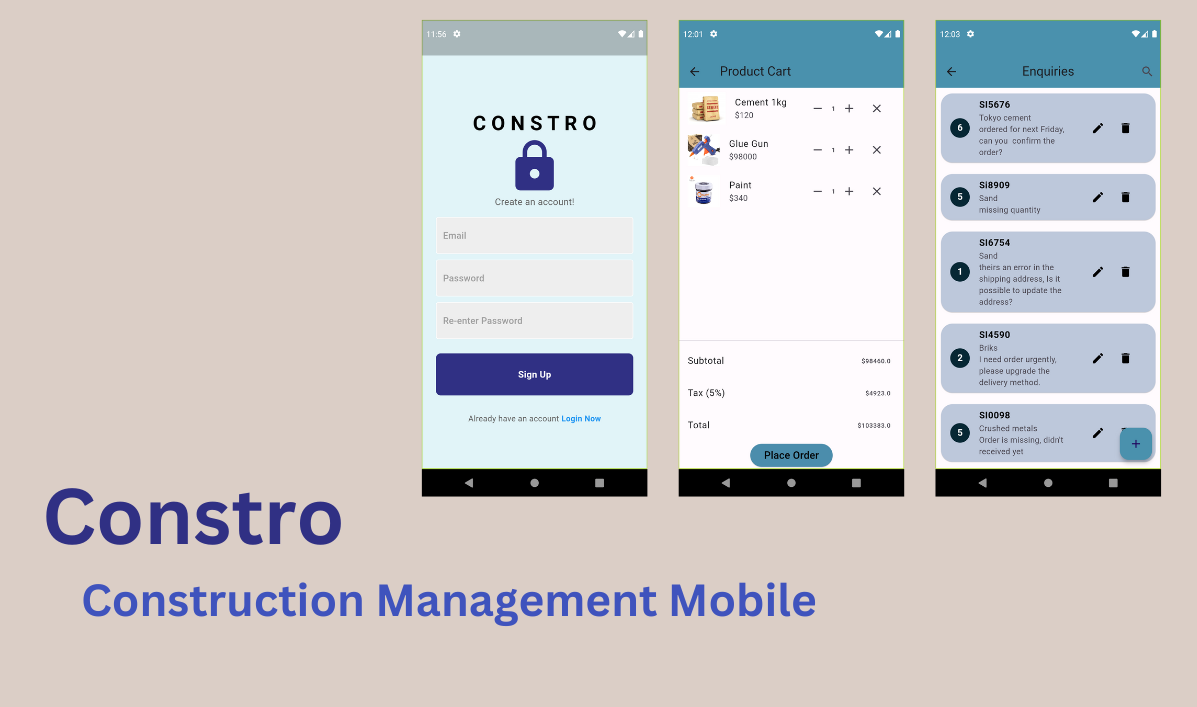 11:56
CONSTRO
Create an account!
Email
Password
Re-enter Password
Sign Up
Already have an account Login Now
12:01
Product Cart
Cement 1kg
$120
1
Glue Gun
$98000
1
Paint
$340
1
Subtotal
$98460.0
Tax (5%)
$4923.0
Total
$103383.0
Place Order
12:03
Enquiries
6
SI5676
Tokyo cement
ordered for next Friday,
can you confirm the
order?
5
Si8909
Sand
missing quantity
1
SI6754
Sand
theirs an error in the
shipping address, Is it
possible to update the
address?
2
SI4590
Briks
I need order urgently,
please upgrade the
delivery method.
5
SI0098
Crushed metals
Order is missing, didn't
received yet
Constro
Construction Management Mobile